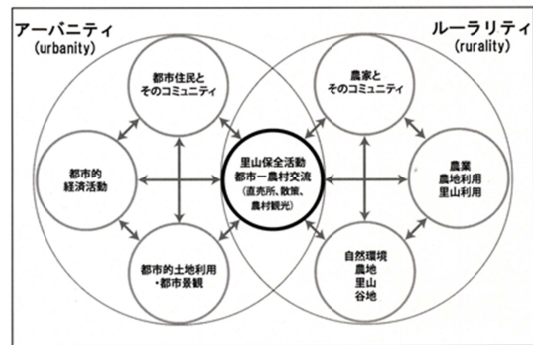 アーバニティ
(urbanity)
ルーラリティ
(rurality)
都市住民と
そのコミュニティ
農家と
そのコミュニティ
都市的
経済活動
里山保全活動
都市ー農村交流
(直売所、散策、
農村観光)
農業
農地利用
里山利用
都市的土地利用
・都市景観
自然環境
農地
里山
谷地